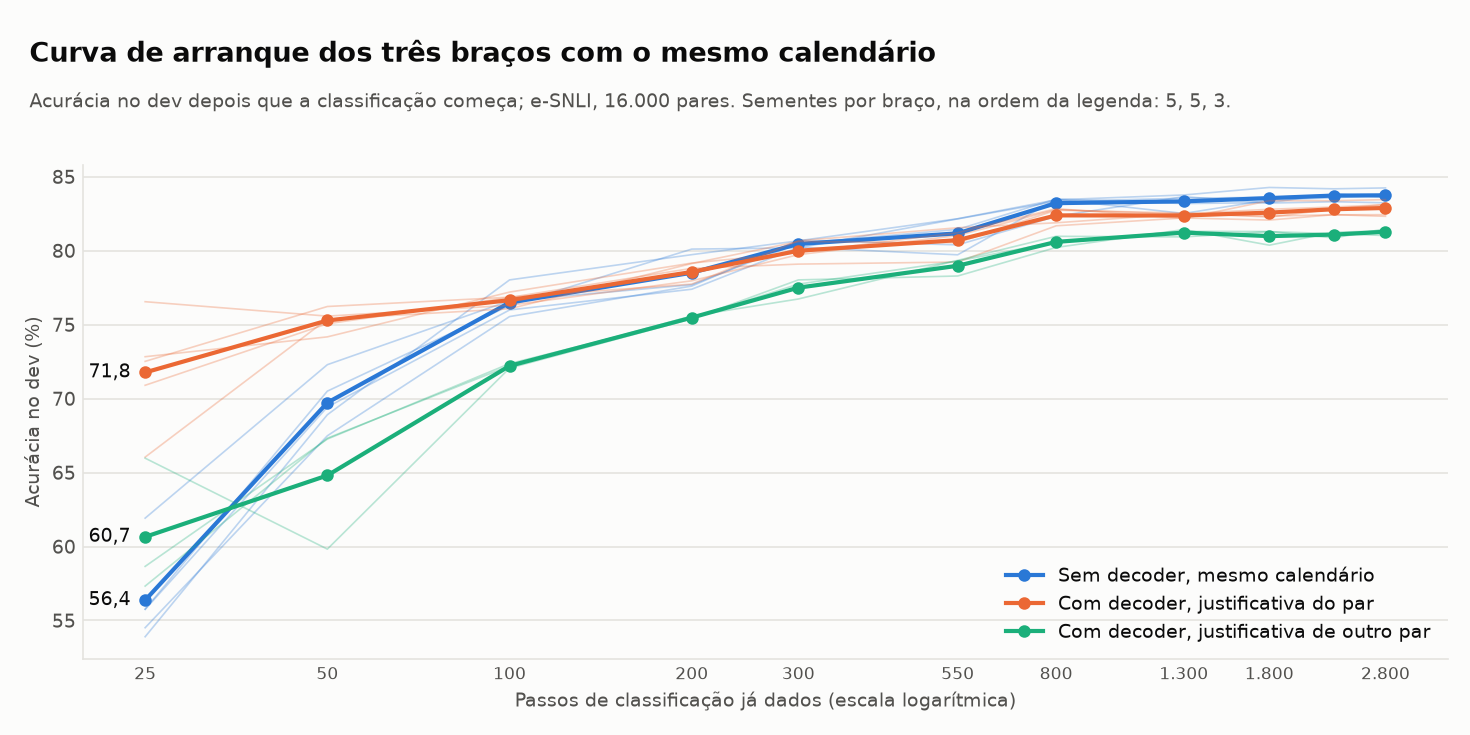 Curva de arranque dos três braços com o mesmo calendário
Acurácia no dev depois que a classificação começa; e-SNLI, 16.000 pares. Sementes por braço, na ordem da legenda: 5, 5, 3.
Acurácia no dev (%)
85
80
75
70
65
60
55
71,8
60,7
56,4
Sem decoder, mesmo calendário
Com decoder, justificativa do par
Com decoder, justificativa de outro par
25 50 100 200 300 550 800 1.300 1.800 2.800
Passos de classificação já dados (escala logarítmica)